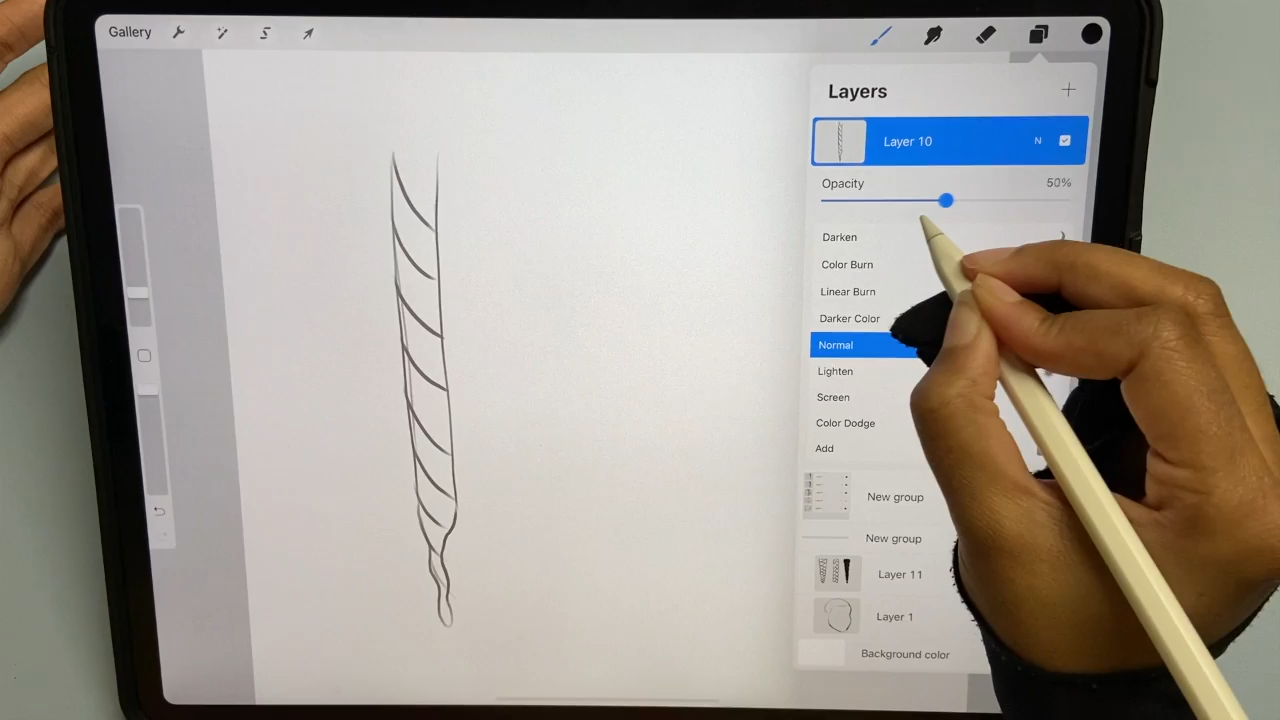 Gallery
Layers
Layer 10 N
Opacity 50%
Darken
Color Burn
Linear Burn
Darker Color
Normal
Lighten
Screen
Color Dodge
Add
New group
New group
Layer 11
Layer 1
Background color